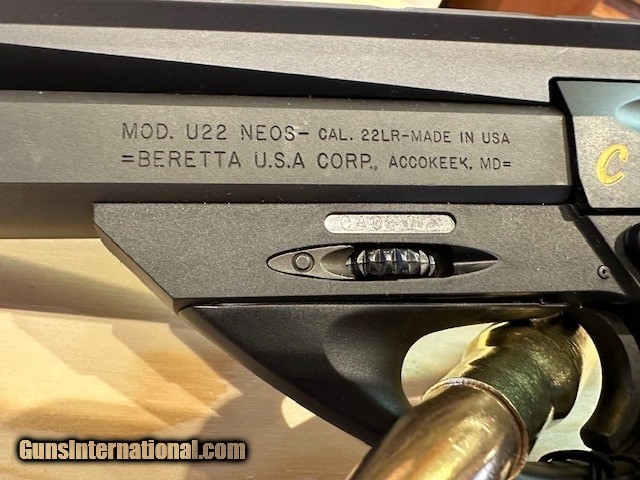 MOD. U22 NEOS- CAL. 22LR-MADE IN USA
=BERETTA U.S.A CORP., ACCOKEEK, MD=
C
GunsInternational.com